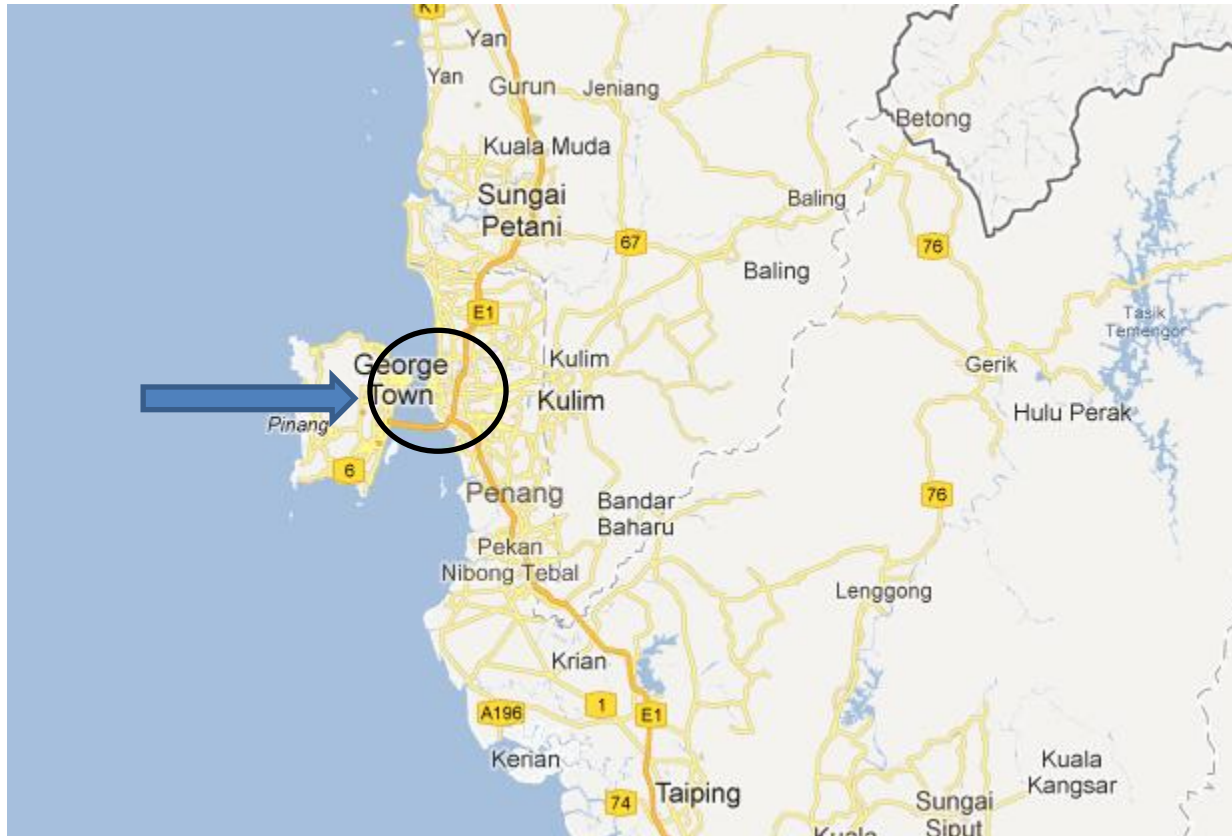 K1
Yan
Yan
Gurun
Jeniang
Betong
Kuala Muda
Sungai
Petani
Baling
67
76
Baling
E1
Tasik
Temengor
George
Town
Kulim
Kulim
Gerik
Hulu Perak
Pinang
6
Penang
Bandar
Baharu
76
Pekan
Nibong Tebal
Lenggong
Krian
A196
1
E1
Kerian
Kuala
Kangsar
74
Taiping
Sungai
Siput
Kuala